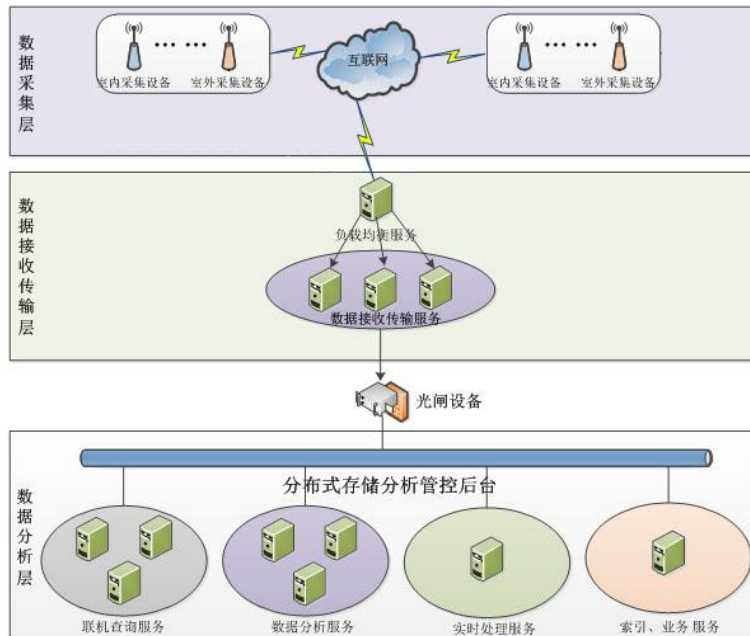 数据采集层
室内采集设备
室外采集设备
互联网
室内采集设备
室外采集设备
数据接收传输层
负载均衡服务
数据接收传输服务
光闸设备
数据分析层
分布式存储分析管控后台
联机查询服务
数据分析服务
实时处理服务
索引、业务服务